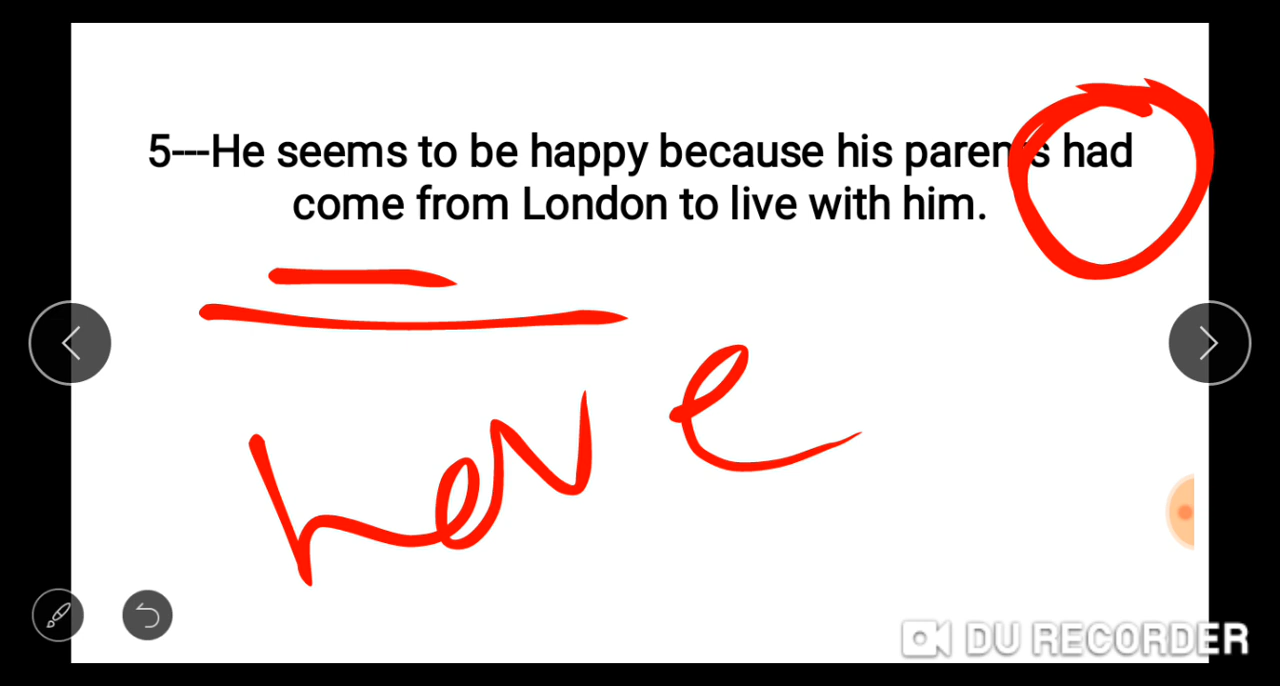 5---He seems to be happy because his parents had
come from London to live with him.
have
DU RECORDER